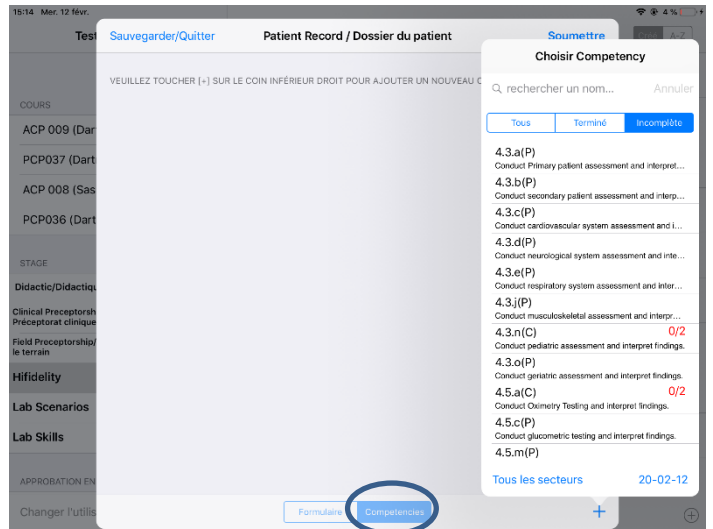 15:14 Mer. 12 févr.
4 %
Test
Sauvegarder/Quitter
Patient Record / Dossier du patient
Soumettre
A-Z
VEUILLEZ TOUCHER [+] SUR LE COIN INFÉRIEUR DROIT POUR AJOUTER UN NOUVEAU C
COURS
ACP 009 (Dar
PCP037 (Dart
ACP 008 (Sas
PCP036 (Dart
STAGE
Didactic/Didactiqu
Clinical Preceptorsh
Préceptorat clinique
Field Preceptorship/
le terrain
Hifidelity
Lab Scenarios
Lab Skills
APPROBATION EN
Changer l'utilis
Formulaire
Competencies
Choisir Competency
rechercher un nom...
Annuler
Tous
Terminé
Incomplète
4.3.a(P)
Conduct Primary patient assessment and interpret...
4.3.b(P)
Conduct secondary patient assessment and interp...
4.3.c(P)
Conduct cardiovascular system assessment and i...
4.3.d(P)
Conduct neurological system assessment and inte...
4.3.e(P)
Conduct respiratory system assessment and inter...
4.3.j(P)
Conduct musculoskeletal assessment and interpr...
4.3.n(C) 0/2
Conduct pediatric assessment and interpret findings.
4.3.o(P)
Conduct geriatric assessment and interpret findings.
4.5.a(C) 0/2
Conduct Oximetry Testing and interpret findings.
4.5.c(P)
Conduct glucometric testing and interpret findings.
4.5.m(P)
Tous les secteurs
20-02-12